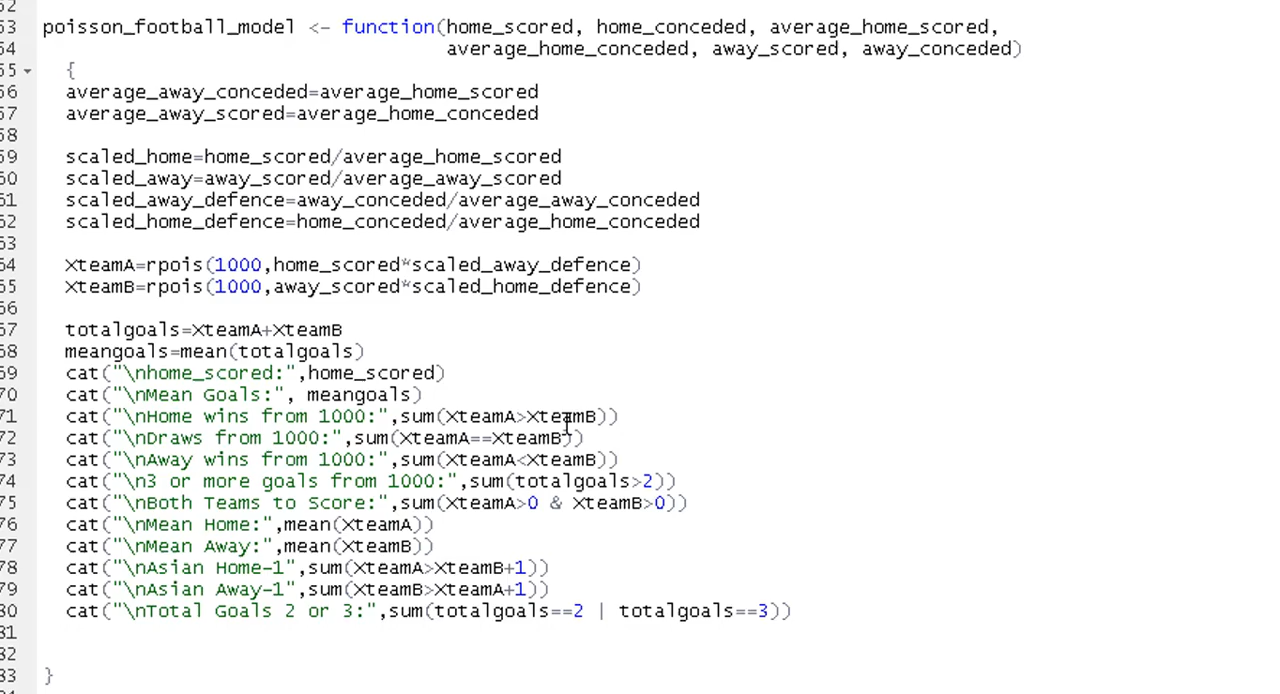 52
53 poisson_football_model <- function(home_scored, home_conceded, average_home_scored,
54 average_home_conceded, away_scored, away_conceded)
55 {
56 average_away_conceded=average_home_scored
57 average_away_scored=average_home_conceded
58
59 scaled_home=home_scored/average_home_scored
60 scaled_away=away_scored/average_away_scored
61 scaled_away_defence=away_conceded/average_away_conceded
62 scaled_home_defence=home_conceded/average_home_conceded
63
64 XteamA=rpois(1000,home_scored*scaled_away_defence)
65 XteamB=rpois(1000,away_scored*scaled_home_defence)
66
67 totalgoals=XteamA+XteamB
68 meangoals=mean(totalgoals)
69 cat("\nhome_scored:",home_scored)
70 cat("\nMean Goals:", meangoals)
71 cat("\nHome wins from 1000:",sum(XteamA>XteamB))
72 cat("\nDraws from 1000:",sum(XteamA==XteamB))
73 cat("\nAway wins from 1000:",sum(XteamA<XteamB))
74 cat("\n3 or more goals from 1000:",sum(totalgoals>2))
75 cat("\nBoth Teams to Score:",sum(XteamA>0 & XteamB>0))
76 cat("\nMean Home:",mean(XteamA))
77 cat("\nMean Away:",mean(XteamB))
78 cat("\nAsian Home-1",sum(XteamA>XteamB+1))
79 cat("\nAsian Away-1",sum(XteamB>XteamA+1))
80 cat("\nTotal Goals 2 or 3:",sum(totalgoals==2 | totalgoals==3))
81
82
83 }